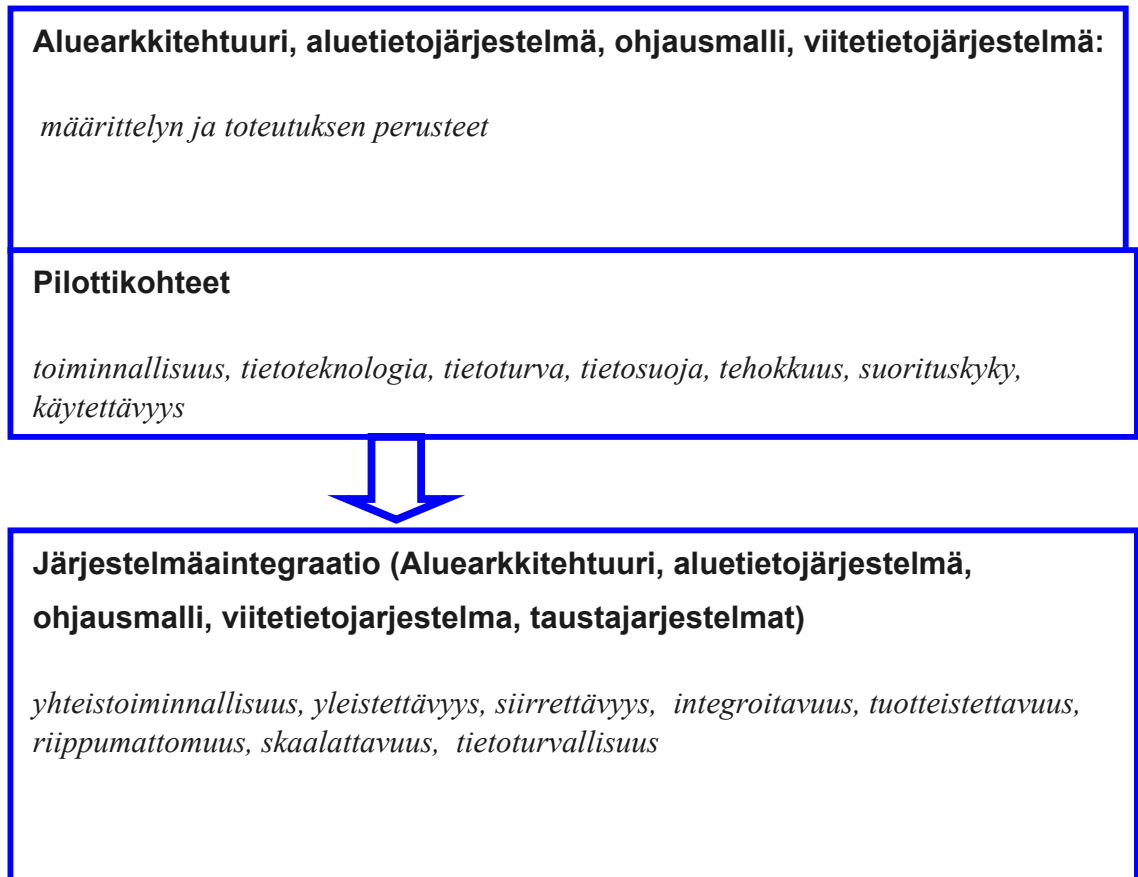 Aluearkkitehtuuri, aluetietojärjestelmä, ohjausmalli, viitetietojärjestelmä:
määrittelyn ja toteutuksen perusteet
Pilottikohteet
toiminnallisuus, tietoteknologia, tietoturva, tietosuoja, tehokkuus, suorituskyky,
käytettävyys
Järjestelmäaintegraatio (Aluearkkitehtuuri, aluetietojärjestelmä,
ohjausmalli, viitetietojarjestelma, taustajarjestelmat)
yhteistoiminnallisuus, yleistettävyys, siirrettävyys, integroitavuus, tuotteistettavuus,
riippumattomuus, skaalattavuus, tietoturvallisuus